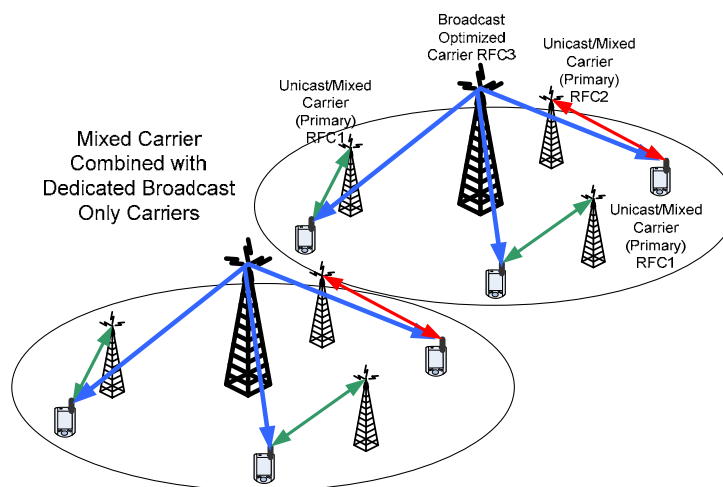 Broadcast
Optimized
Carrier RFC3
Unicast/Mixed
Carrier
(Primary)
RFC2
Unicast/Mixed
Carrier
(Primary)
RFC1
Mixed Carrier
Combined with
Dedicated Broadcast
Only Carriers
Unicast/Mixed
Carrier
(Primary)
RFC1